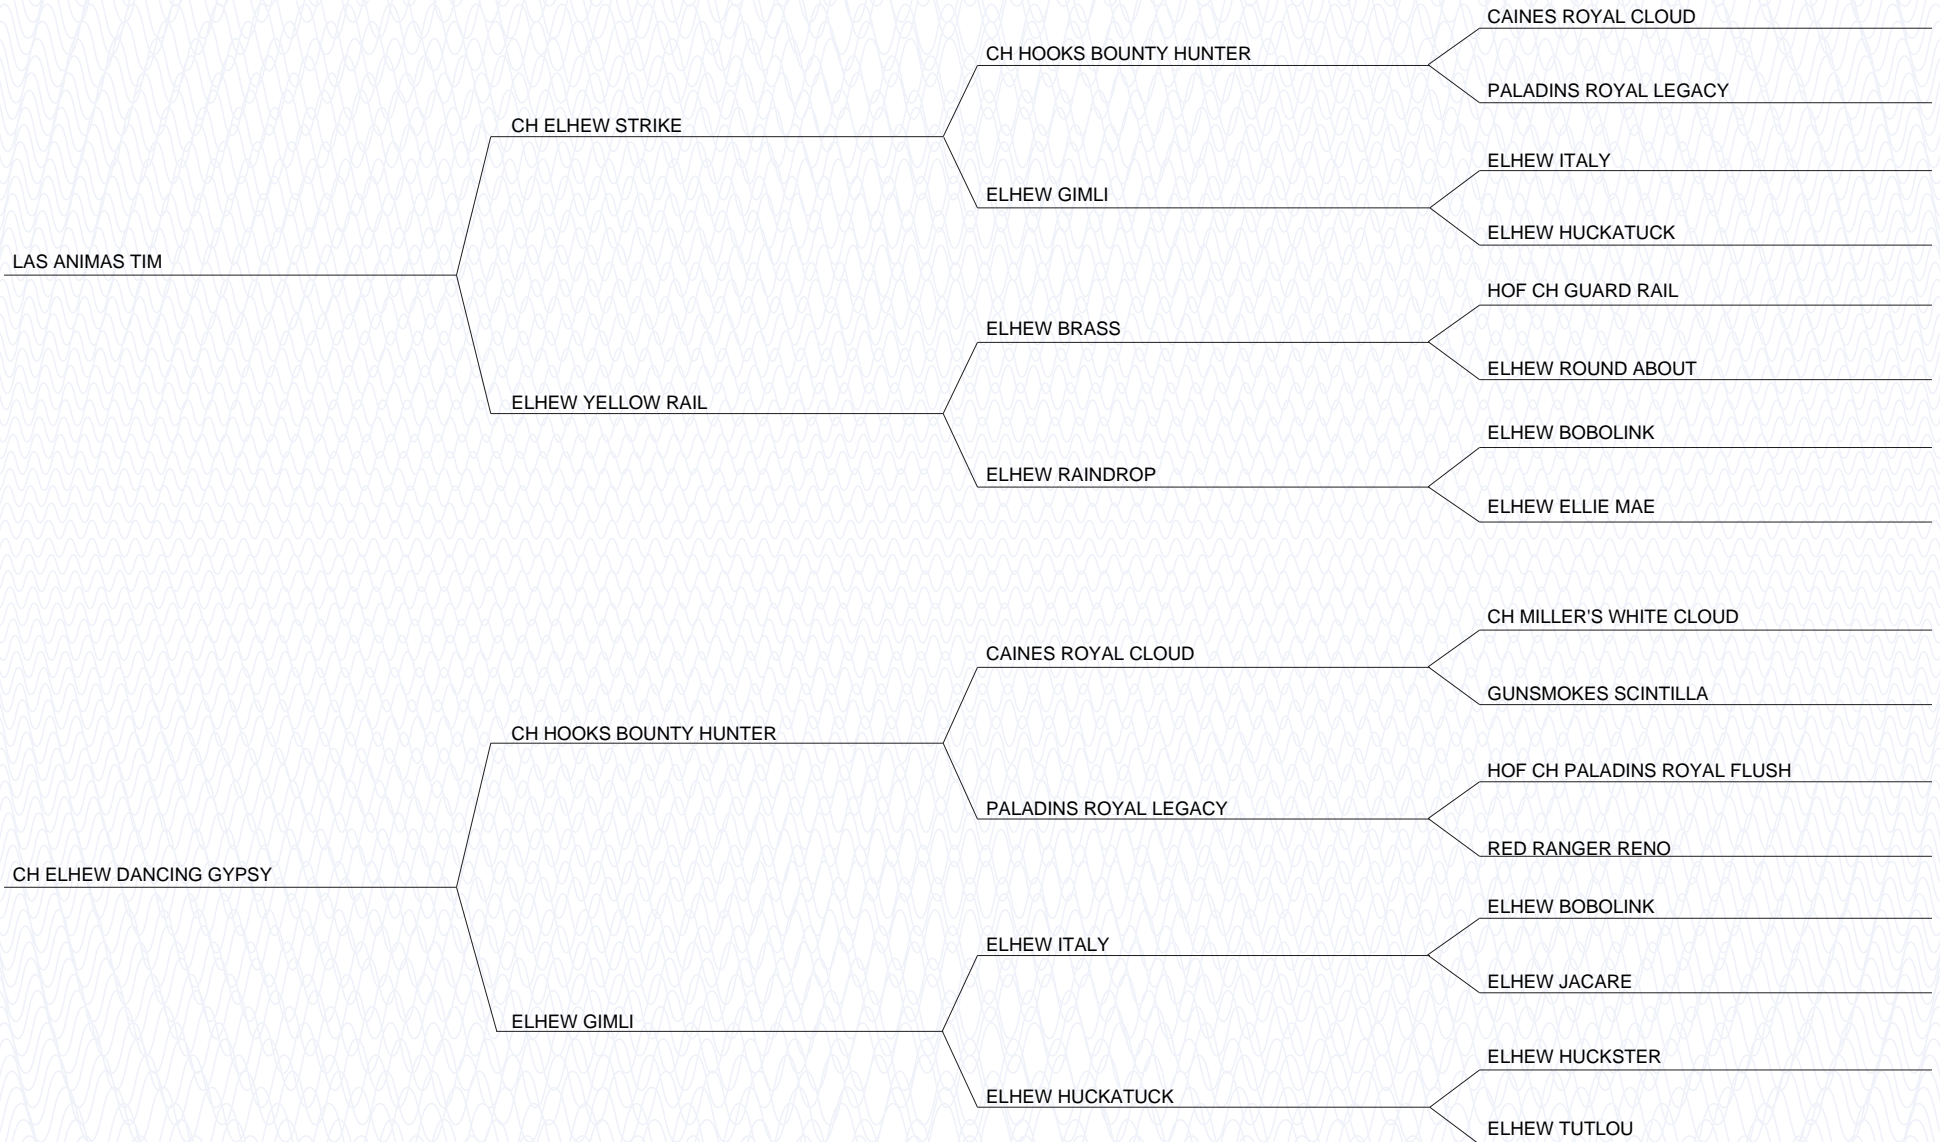 CAINES ROYAL CLOUD
CH HOOKS BOUNTY HUNTER
PALADINS ROYAL LEGACY
CH ELHEW STRIKE
ELHEW ITALY
ELHEW GIMLI
ELHEW HUCKATUCK
LAS ANIMAS TIM
HOF CH GUARD RAIL
ELHEW BRASS
ELHEW ROUND ABOUT
ELHEW YELLOW RAIL
ELHEW BOBOLINK
ELHEW RAINDROP
ELHEW ELLIE MAE
CH MILLER'S WHITE CLOUD
CAINES ROYAL CLOUD
GUNSMOKES SCINTILLA
CH HOOKS BOUNTY HUNTER
HOF CH PALADINS ROYAL FLUSH
PALADINS ROYAL LEGACY
RED RANGER RENO
CH ELHEW DANCING GYPSY
ELHEW BOBOLINK
ELHEW ITALY
ELHEW JACARE
ELHEW GIMLI
ELHEW HUCKSTER
ELHEW HUCKATUCK
ELHEW TUTLOU